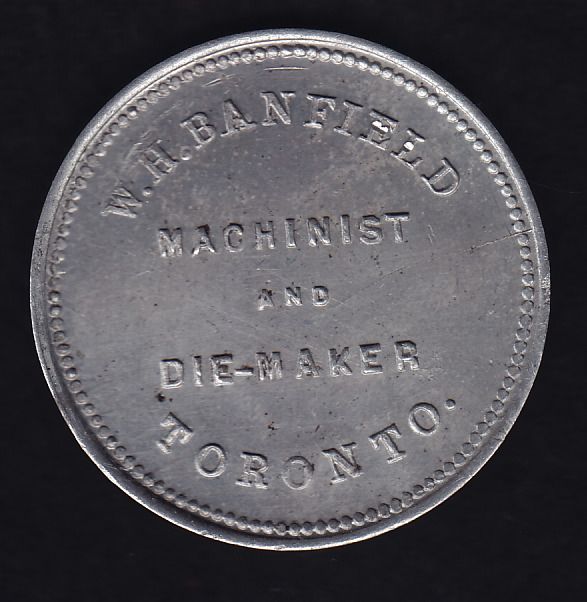 W.H.BANFIELD
MACHINIST
AND
DIE-MAKER
TORONTO.